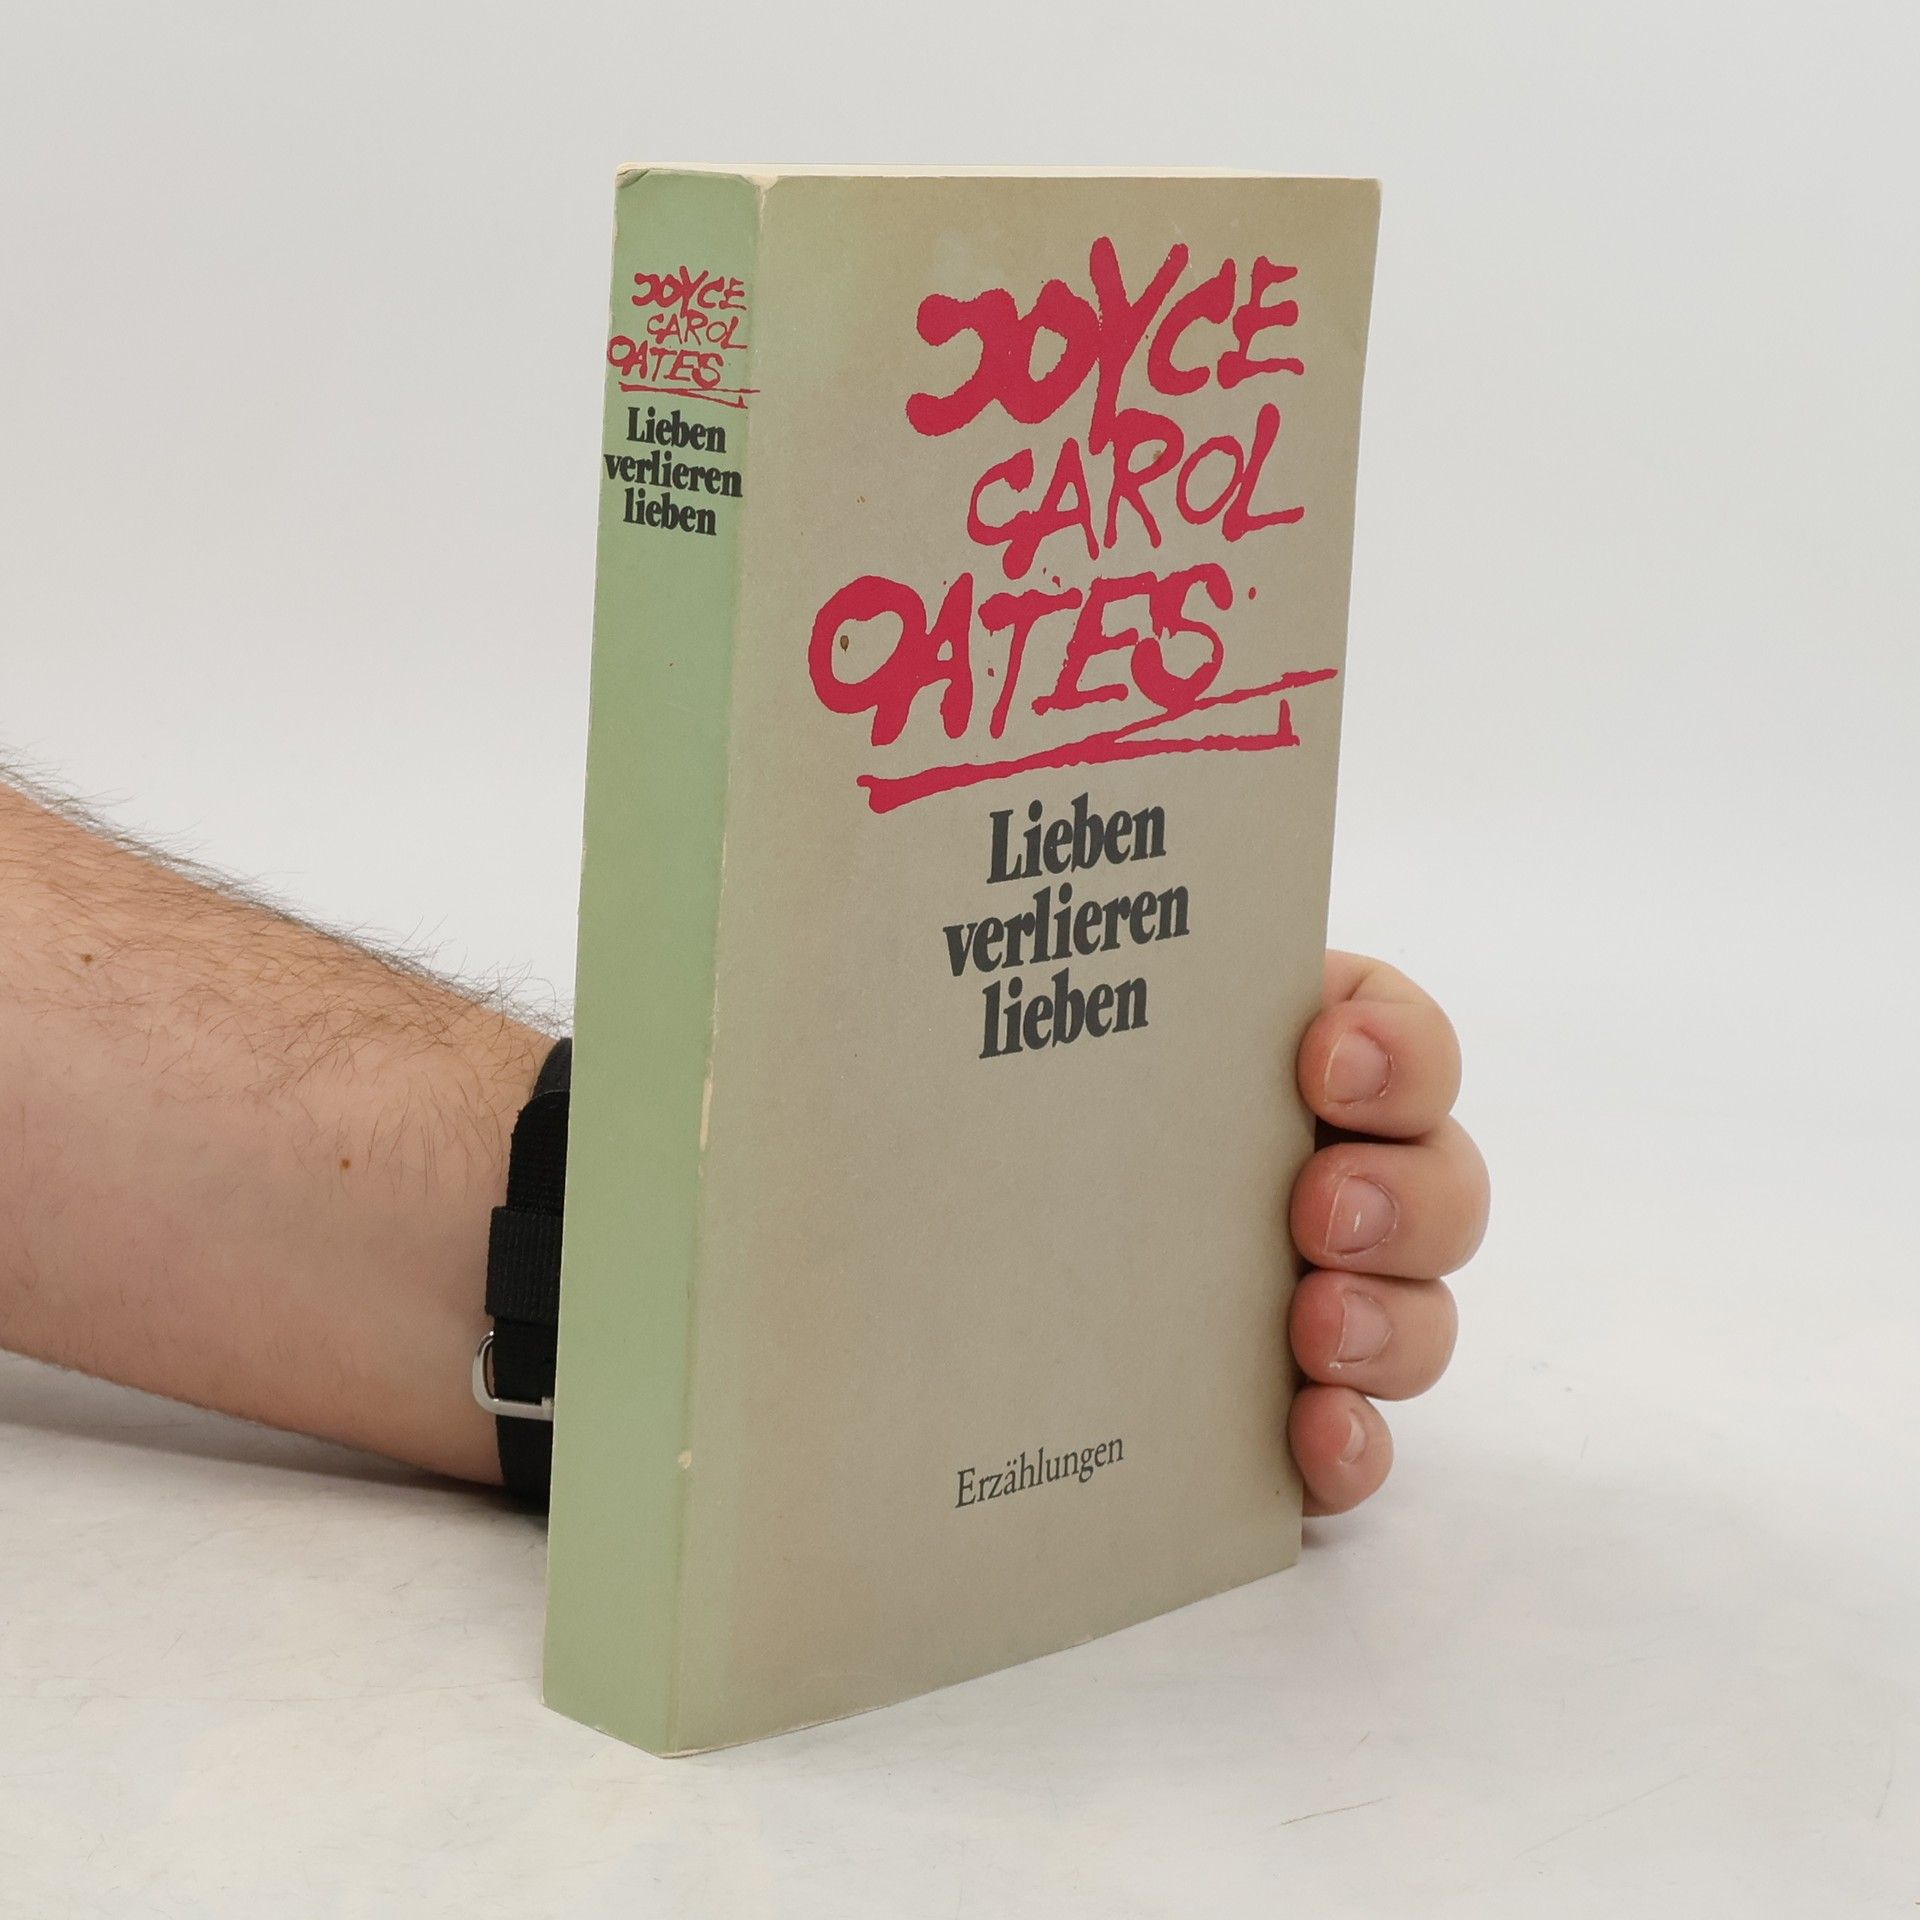 JOYCE
CAROL
OATES
Lieben
verlieren
lieben
JOYCE
CAROL
OATES
Lieben
verlieren
lieben
Erzählungen